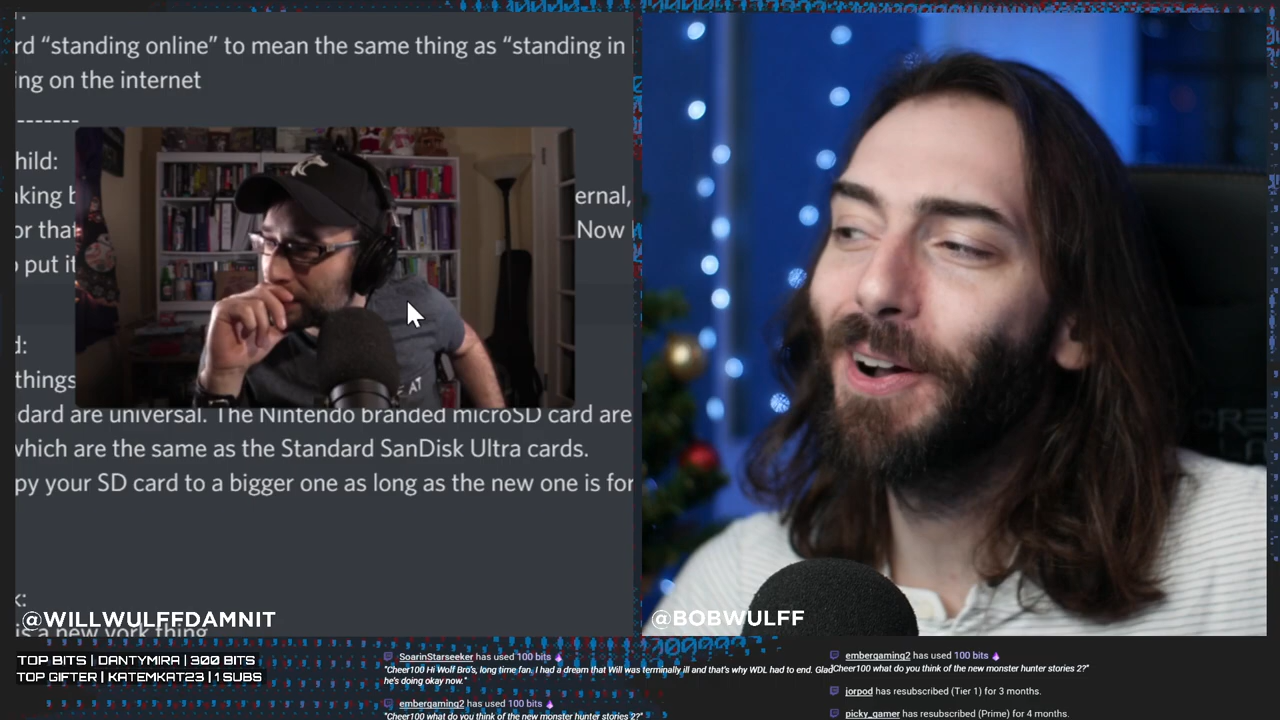 rd “standing online” to mean the same thing as “standing in
ing on the internet
--------
hild:
king b
ernal,
or that
Now
o put it
d:
things
dard are universal. The Nintendo branded microSD card are
which are the same as the Standard SanDisk Ultra cards.
py your SD card to a bigger one as long as the new one is for
k:
is a new york thing
E AT
@WILLWULFFDAMNIT
@BOBWULFF
TOP BITS | DANTYMIRA | 300 BITS
TOP GIFTER | KATEMKAT23 | 1 SUBS
SoarinStarseeker has used 100 bits
"Cheer100 Hi Wolf Bro's, long time fan. I had a dream that Will was terminally ill and that's why WDL had to end. Glad
he's doing okay now."
embergaming2 has used 100 bits
"Cheer100 what do you think of the new monster hunter stories 2?"
embergaming2 has used 100 bits
Cheer100 what do you think of the new monster hunter stories 2?"
jorpod has resubscribed (Tier 1) for 3 months.
picky_gamer has resubscribed (Prime) for 4 months.